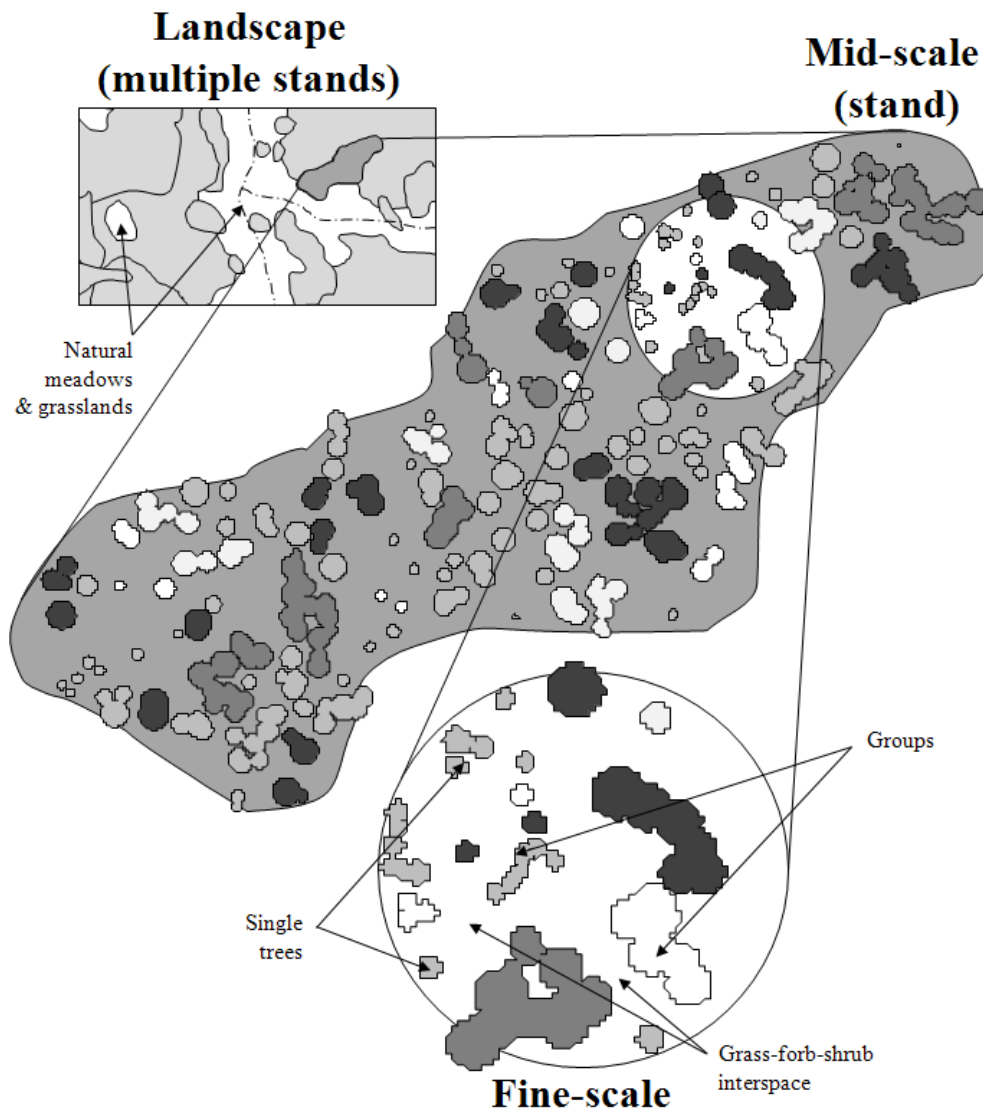 Landscape
(multiple stands)
Mid-scale
(stand)
Natural
meadows
& grasslands
Groups
Single
trees
Grass-forb-shrub
interspace
Fine-scale